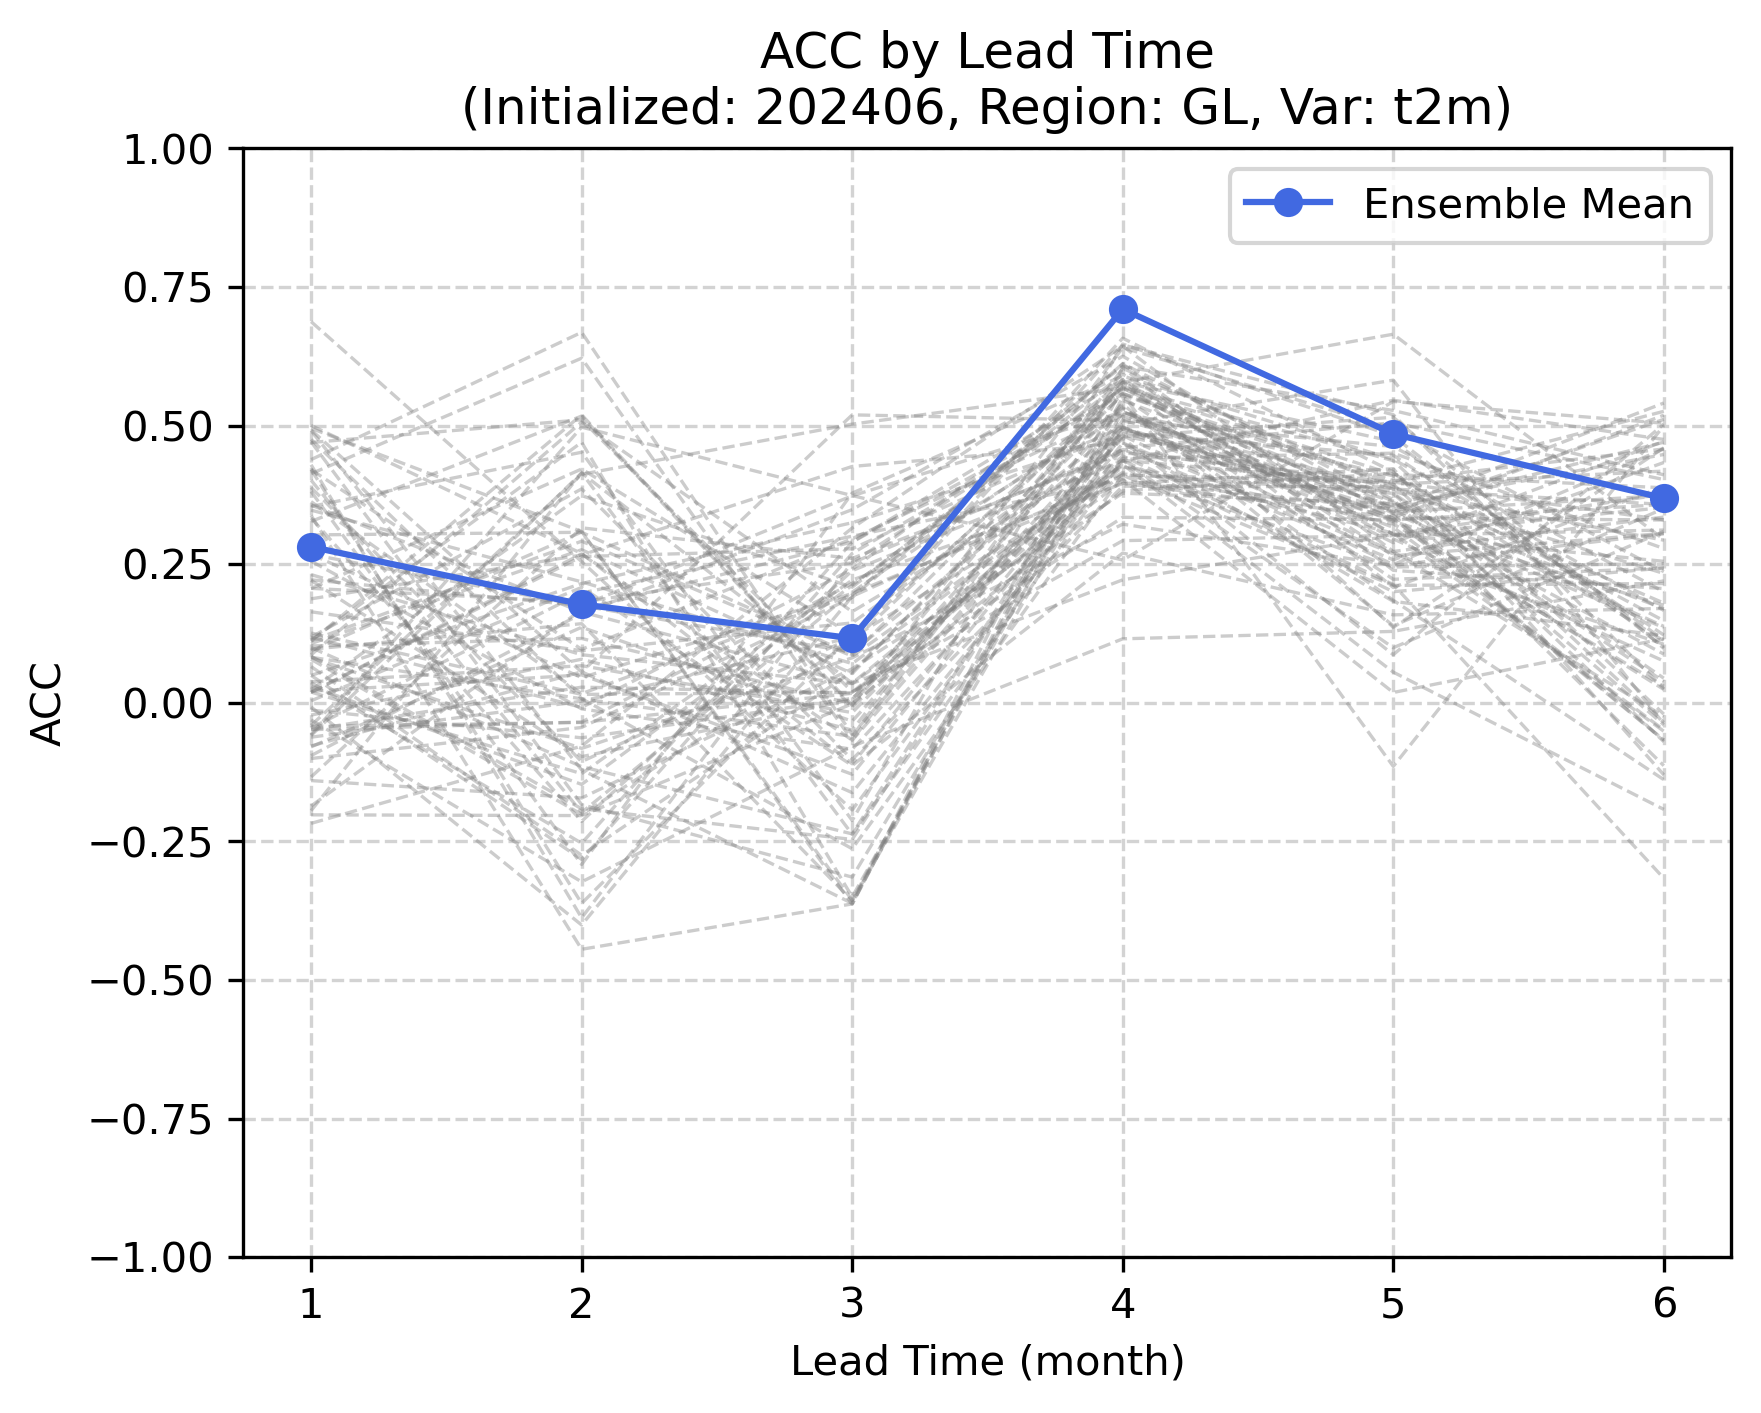 ACC by Lead Time
(Initialized: 202406, Region: GL, Var: t2m)
Ensemble Mean
1.00
0.75
0.50
0.25
0.00
−0.25
−0.50
−0.75
−1.00
ACC
1 2 3 4 5 6
Lead Time (month)